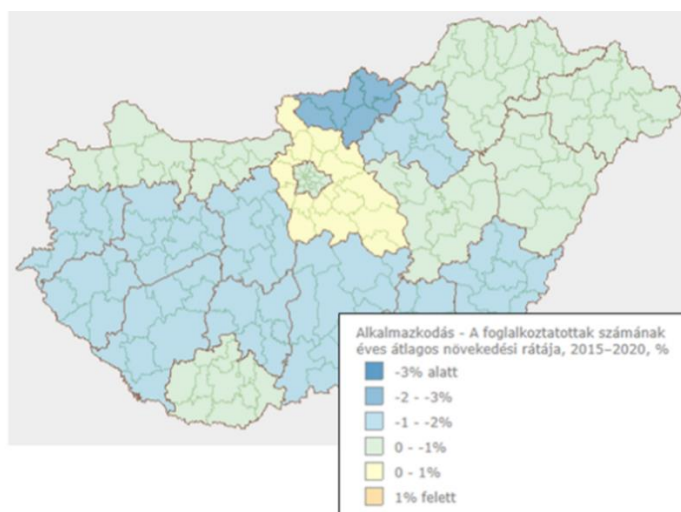 Alkalmazkodás - A foglalkoztatottak számának
éves átlagos növekedési rátája, 2015–2020, %
-3% alatt
-2 - -3%
-1 - -2%
0 - -1%
0 - 1%
1% felett